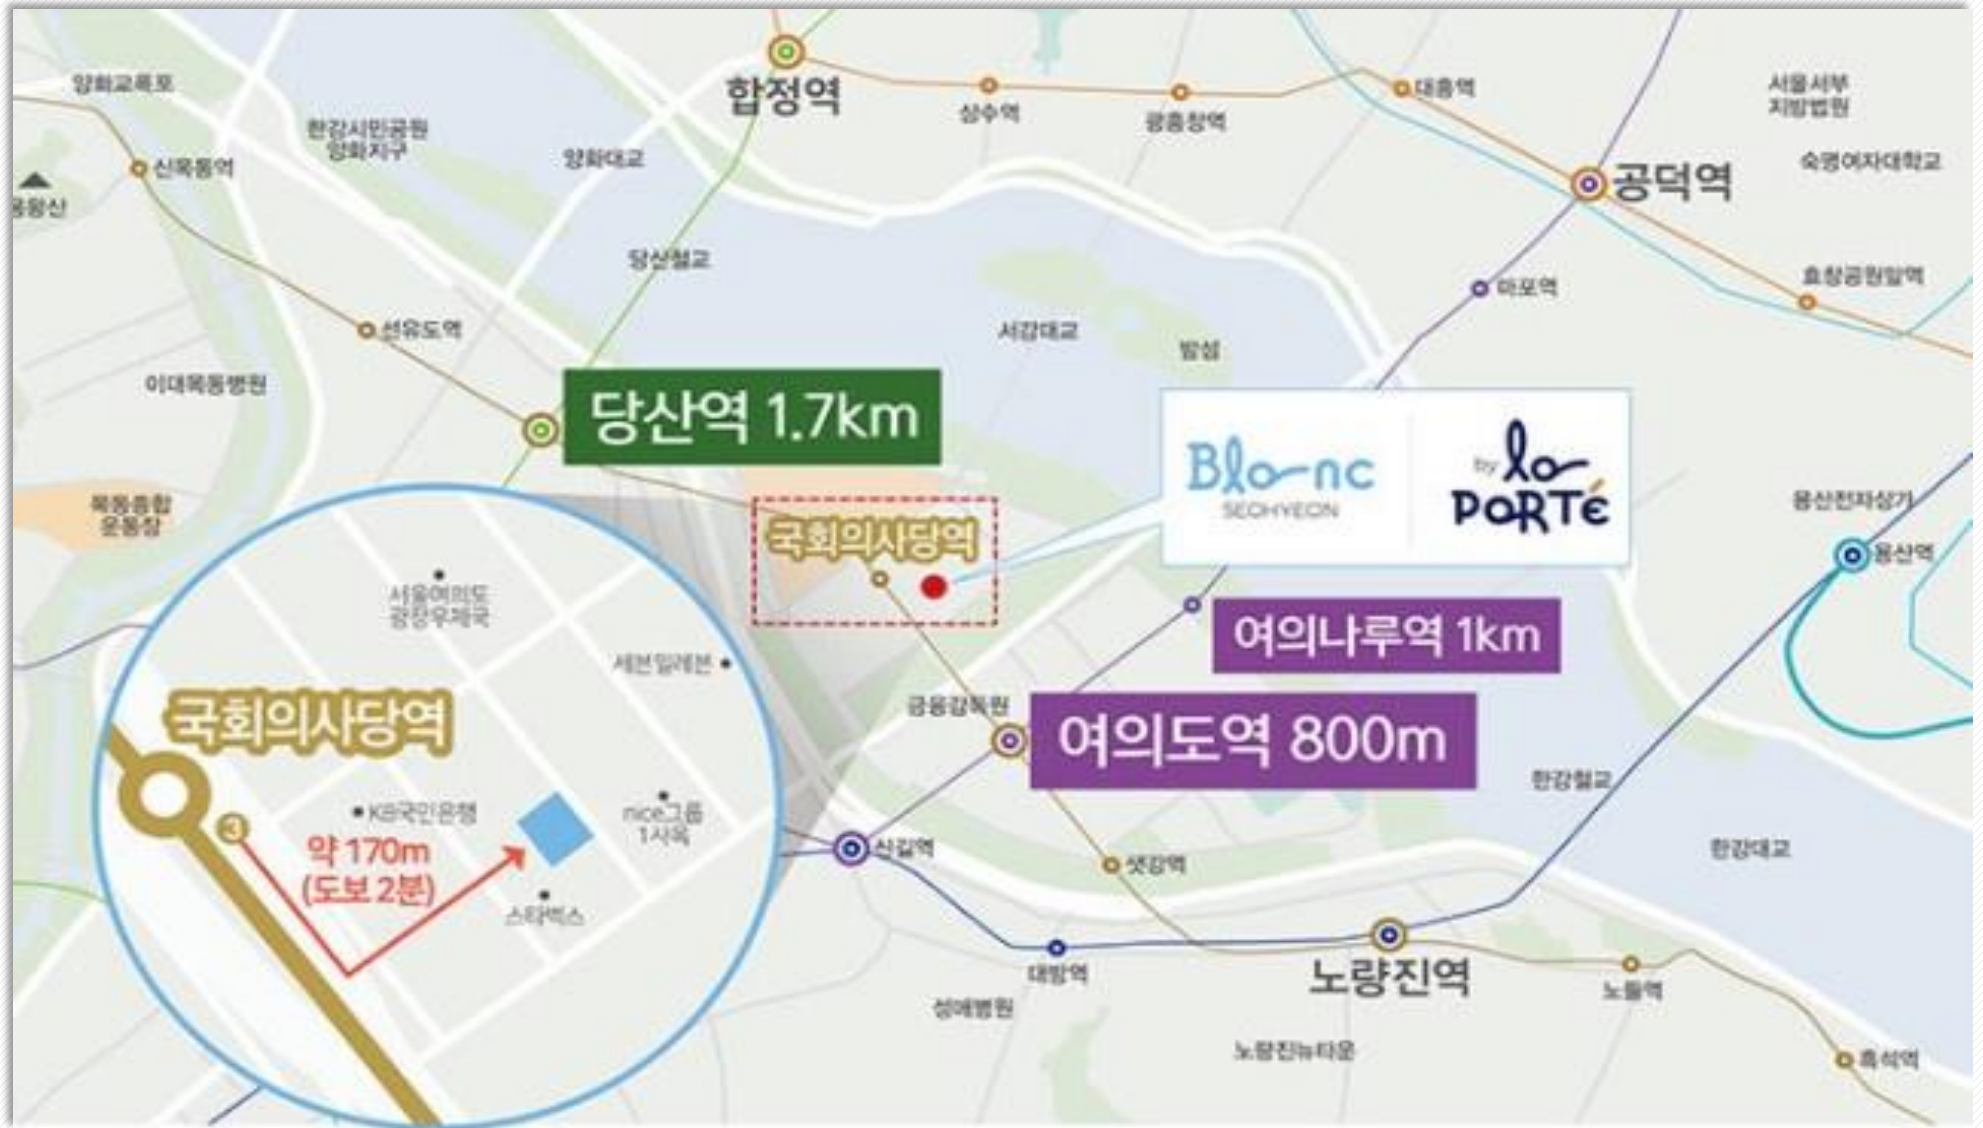 합정역
양화교폭포
상수역
광흥창역
대흥역
서울서부
지방법원
한강시민공원
양화지구
양화대교
신목동역
공덕역
숙명여자대학교
용왕산
당산철교
마포역
효창공원앞역
선유도역
서강대교
밤섬
이대목동병원
당산역 1.7km
Blanc
SEOHYEON
by la
PORTÉ
목동종합
운동장
국회의사당역
용산전자상가
용산역
서울여의도
광장우체국
세븐일레븐
여의나루역 1km
금융감독원
여의도역 800m
국회의사당역
한강철교
KB국민은행
nice그룹
1사옥
3
약 170m
(도보 2분)
신길역
샛강역
한강대교
스타벅스
대방역
노량진역
노들역
성애병원
노량진뉴타운
흑석역